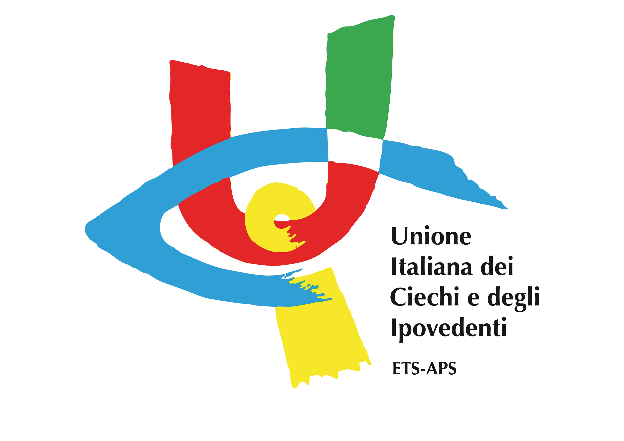 Unione
Italiana dei
Ciechi e degli
Ipovedenti
ETS-APS